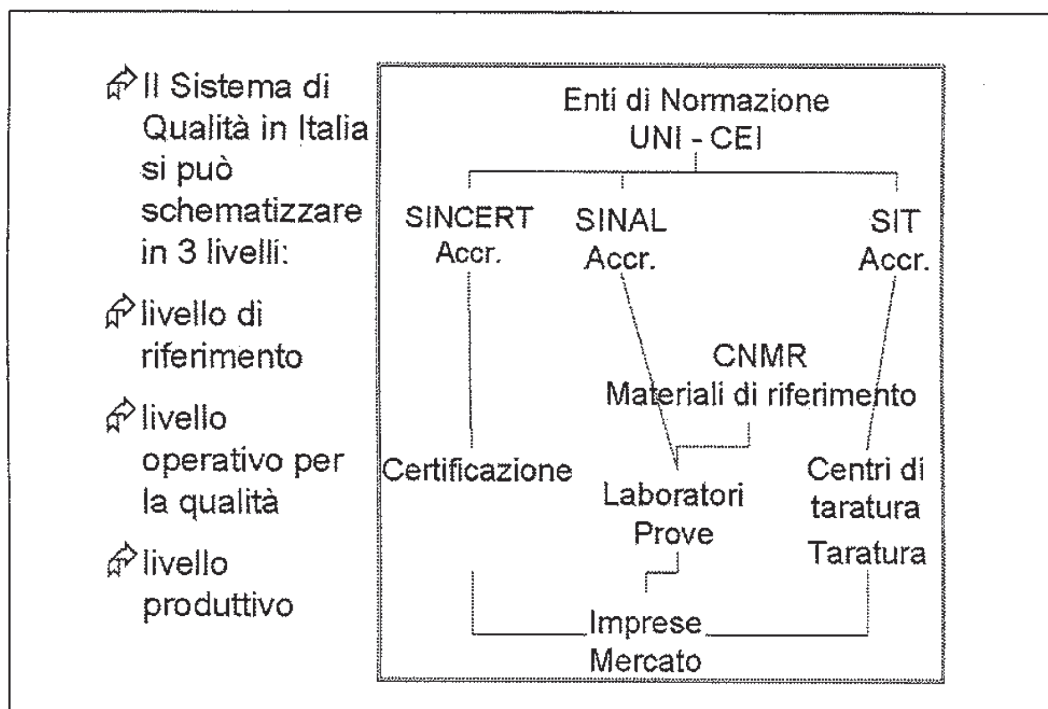 Il Sistema di
Qualità in Italia
si può
schematizzare
in 3 livelli:
livello di
riferimento
livello
operativo per
la qualità
livello
produttivo
Enti di Normazione
UNI - CEI
SINCERT SINAL SIT
Accr. Accr. Accr.
CNMR
Materiali di riferimento
Certificazione
Laboratori
Prove
Centri di
taratura
Taratura
Imprese
Mercato